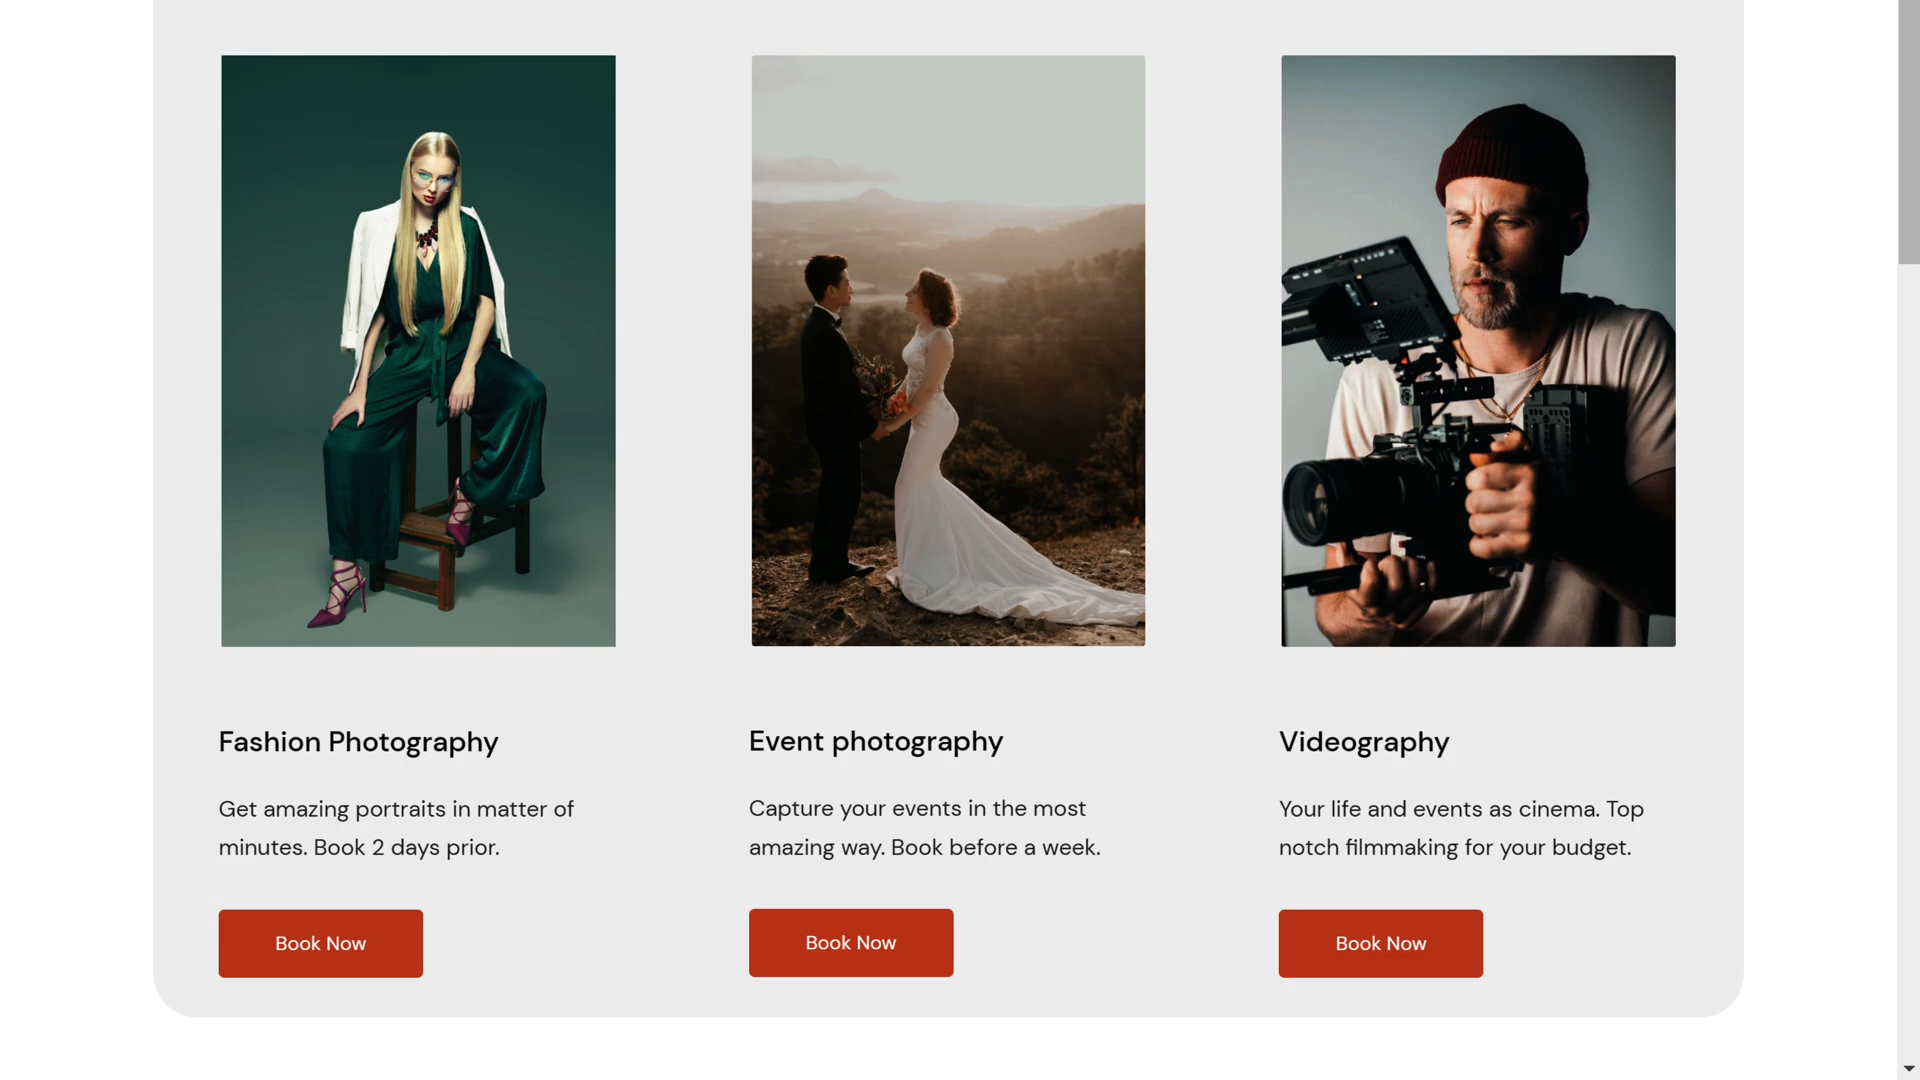 Fashion Photography
Get amazing portraits in matter of
minutes. Book 2 days prior.
Book Now
Event photography
Capture your events in the most
amazing way. Book before a week.
Book Now
Videography
Your life and events as cinema. Top
notch filmmaking for your budget.
Book Now